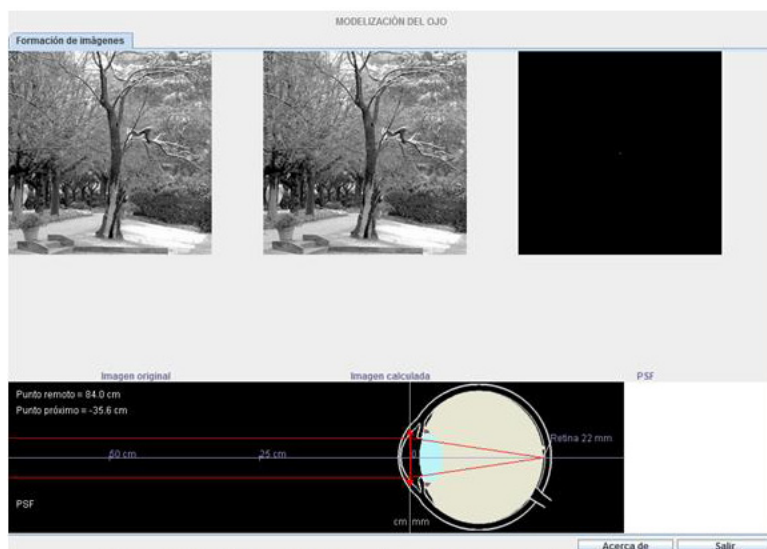 MODELIZACIÓN DEL OJO
Formación de imágenes
Imagen original
Imagen calculada
PSF
Punto remoto = 84.0 cm
Punto próximo = -35.6 cm
Retina 22 mm
50 cm
25 cm
0
PSF
cm mm
Acerca de
Salir